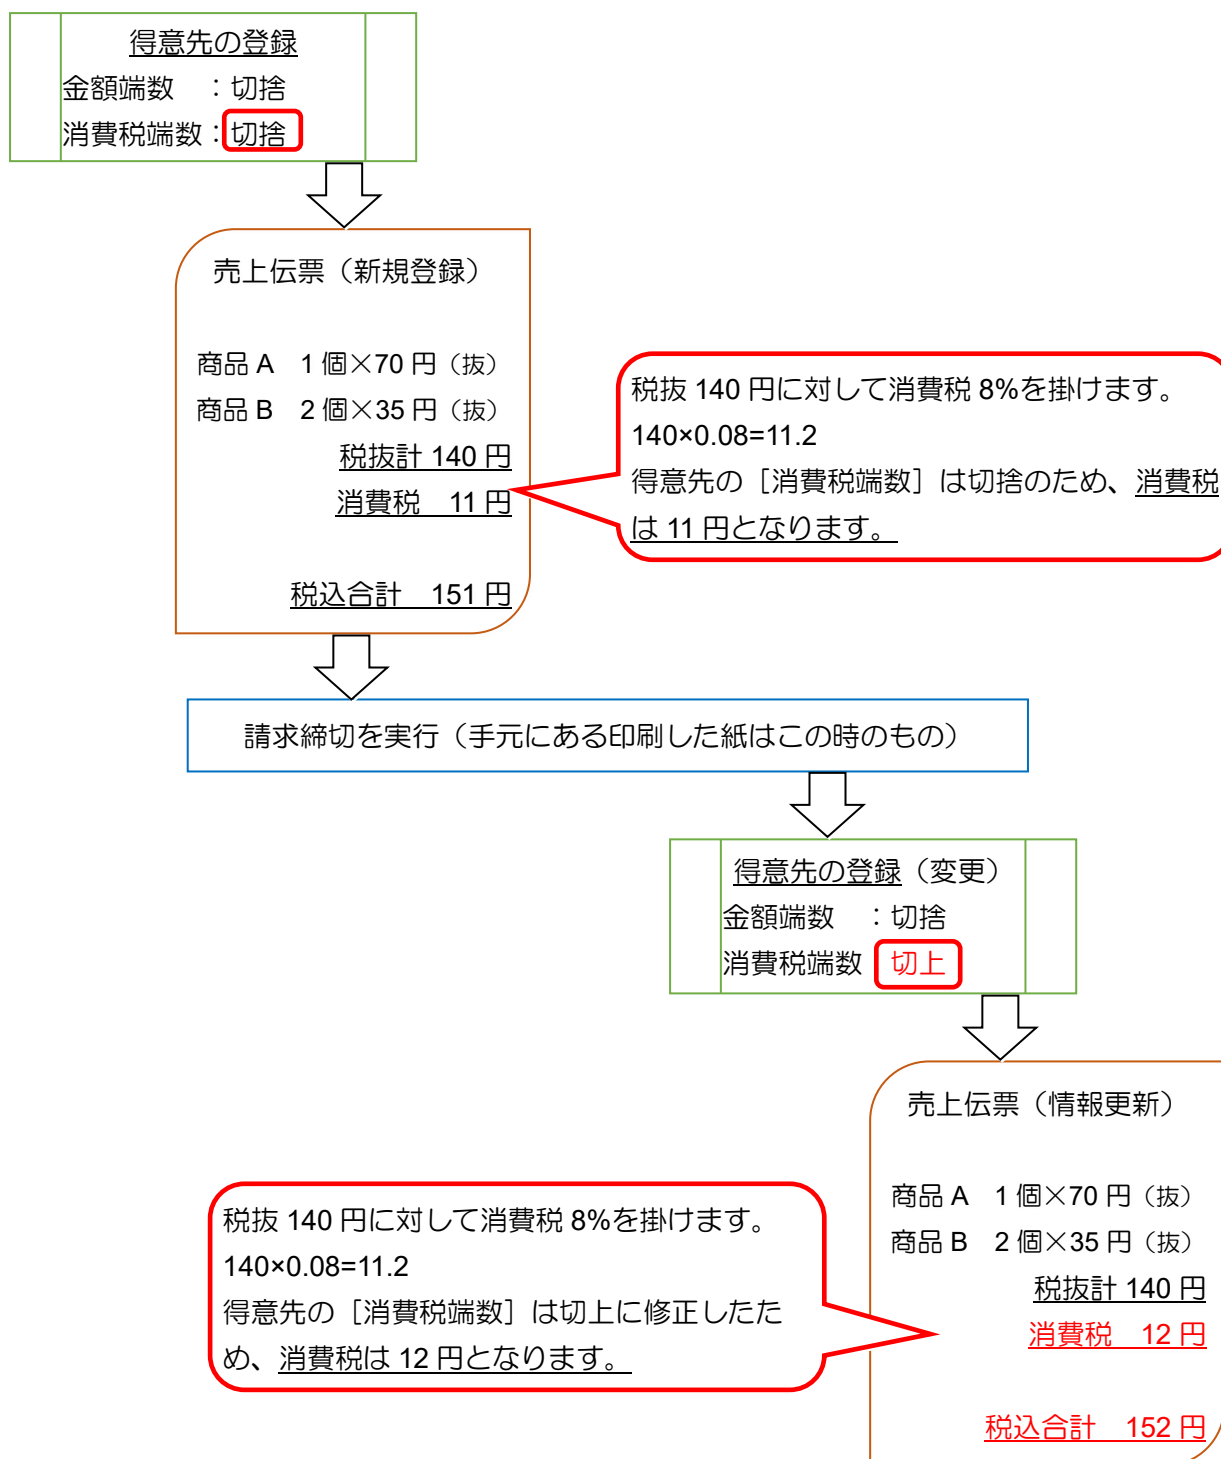 得意先の登録
金額端数　：切捨
消費税端数：切捨
売上伝票（新規登録）
商品 A　1 個×70 円（抜）
商品 B　2 個×35 円（抜）
税抜計 140 円
消費税　11 円
税込合計　151 円
税抜 140 円に対して消費税 8%を掛けます。
140×0.08=11.2
得意先の［消費税端数］は切捨のため、消費税
は 11 円となります。
請求締切を実行（手元にある印刷した紙はこの時のもの）
得意先の登録（変更）
金額端数　：切捨
消費税端数　切上
売上伝票（情報更新）
商品 A　1 個×70 円（抜）
商品 B　2 個×35 円（抜）
税抜計 140 円
消費税　12 円
税込合計　152 円
税抜 140 円に対して消費税 8%を掛けます。
140×0.08=11.2
得意先の［消費税端数］は切上に修正したた
め、消費税は 12 円となります。